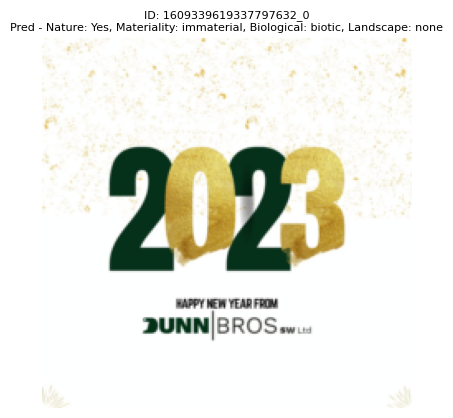 ID: 1609339619337797632_0
Pred - Nature: Yes, Materiality: immaterial, Biological: biotic, Landscape: none
2023
HAPPY NEW YEAR FROM
DUNN|BROS SW Ltd